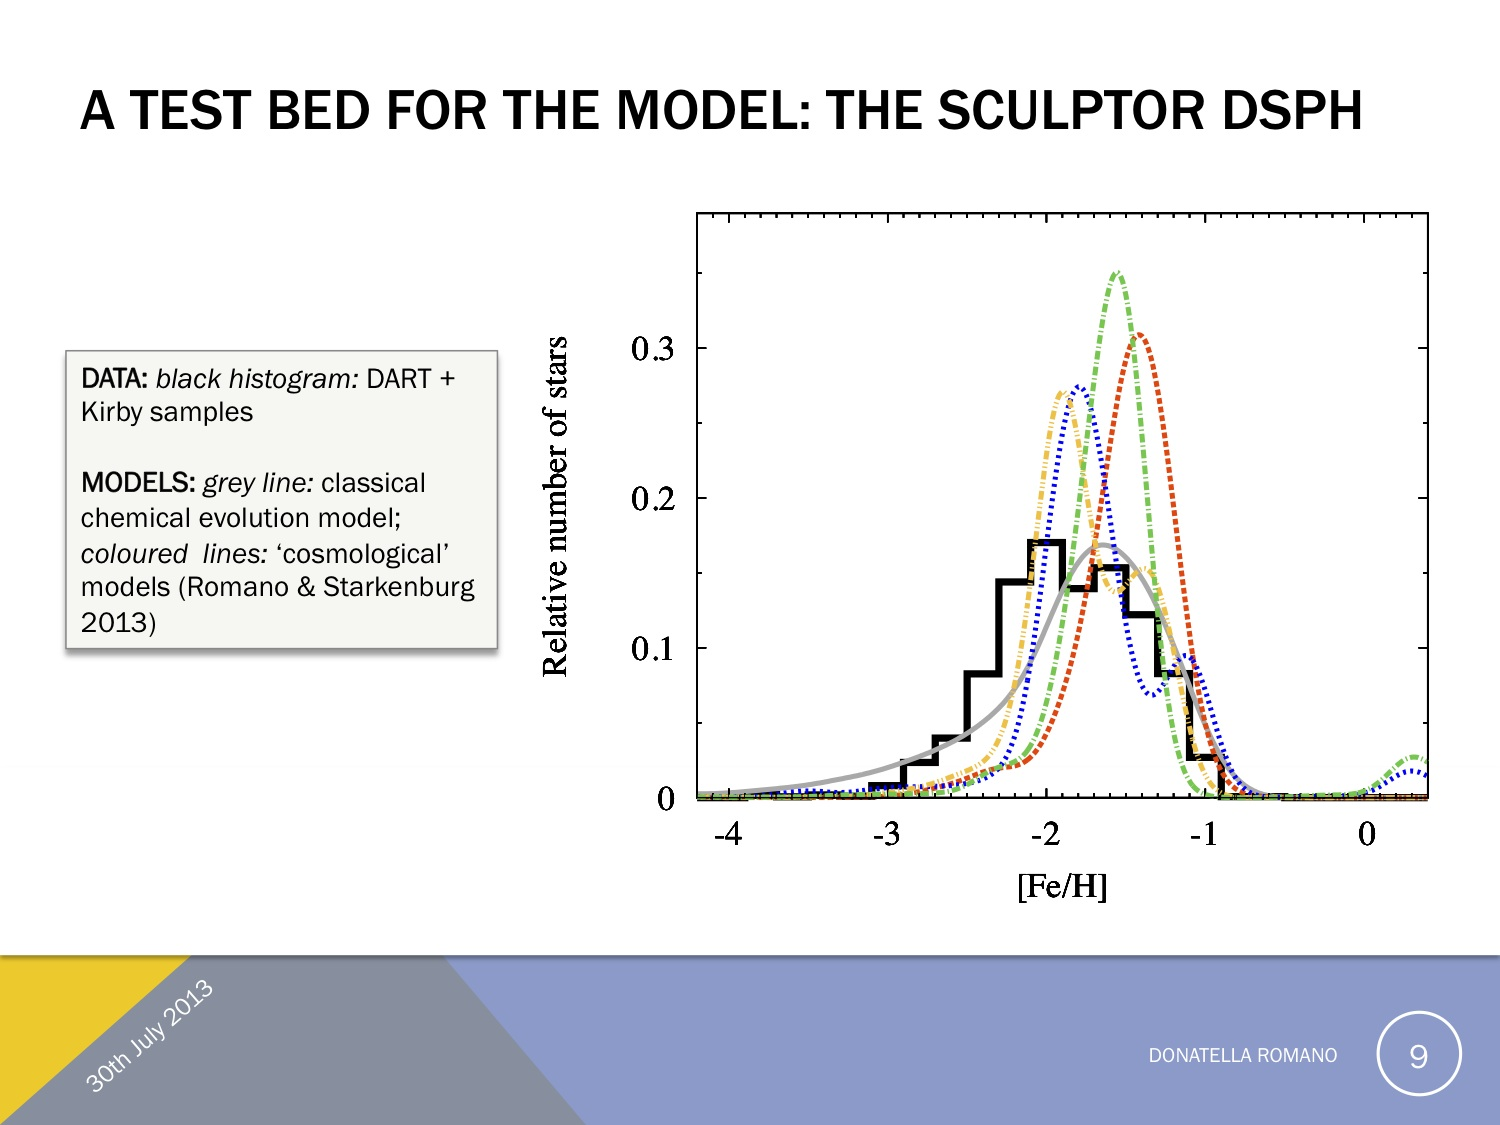 A TEST BED FOR THE MODEL: THE SCULPTOR DSPH
DATA: black histogram: DART +
Kirby samples
MODELS: grey line: classical
chemical evolution model;
coloured lines: ‘cosmological’
models (Romano & Starkenburg
2013)
Relative number of stars
0.3
0.2
0.1
0
-4 -3 -2 -1 0
[Fe/H]
30th July 2013
DONATELLA ROMANO
9